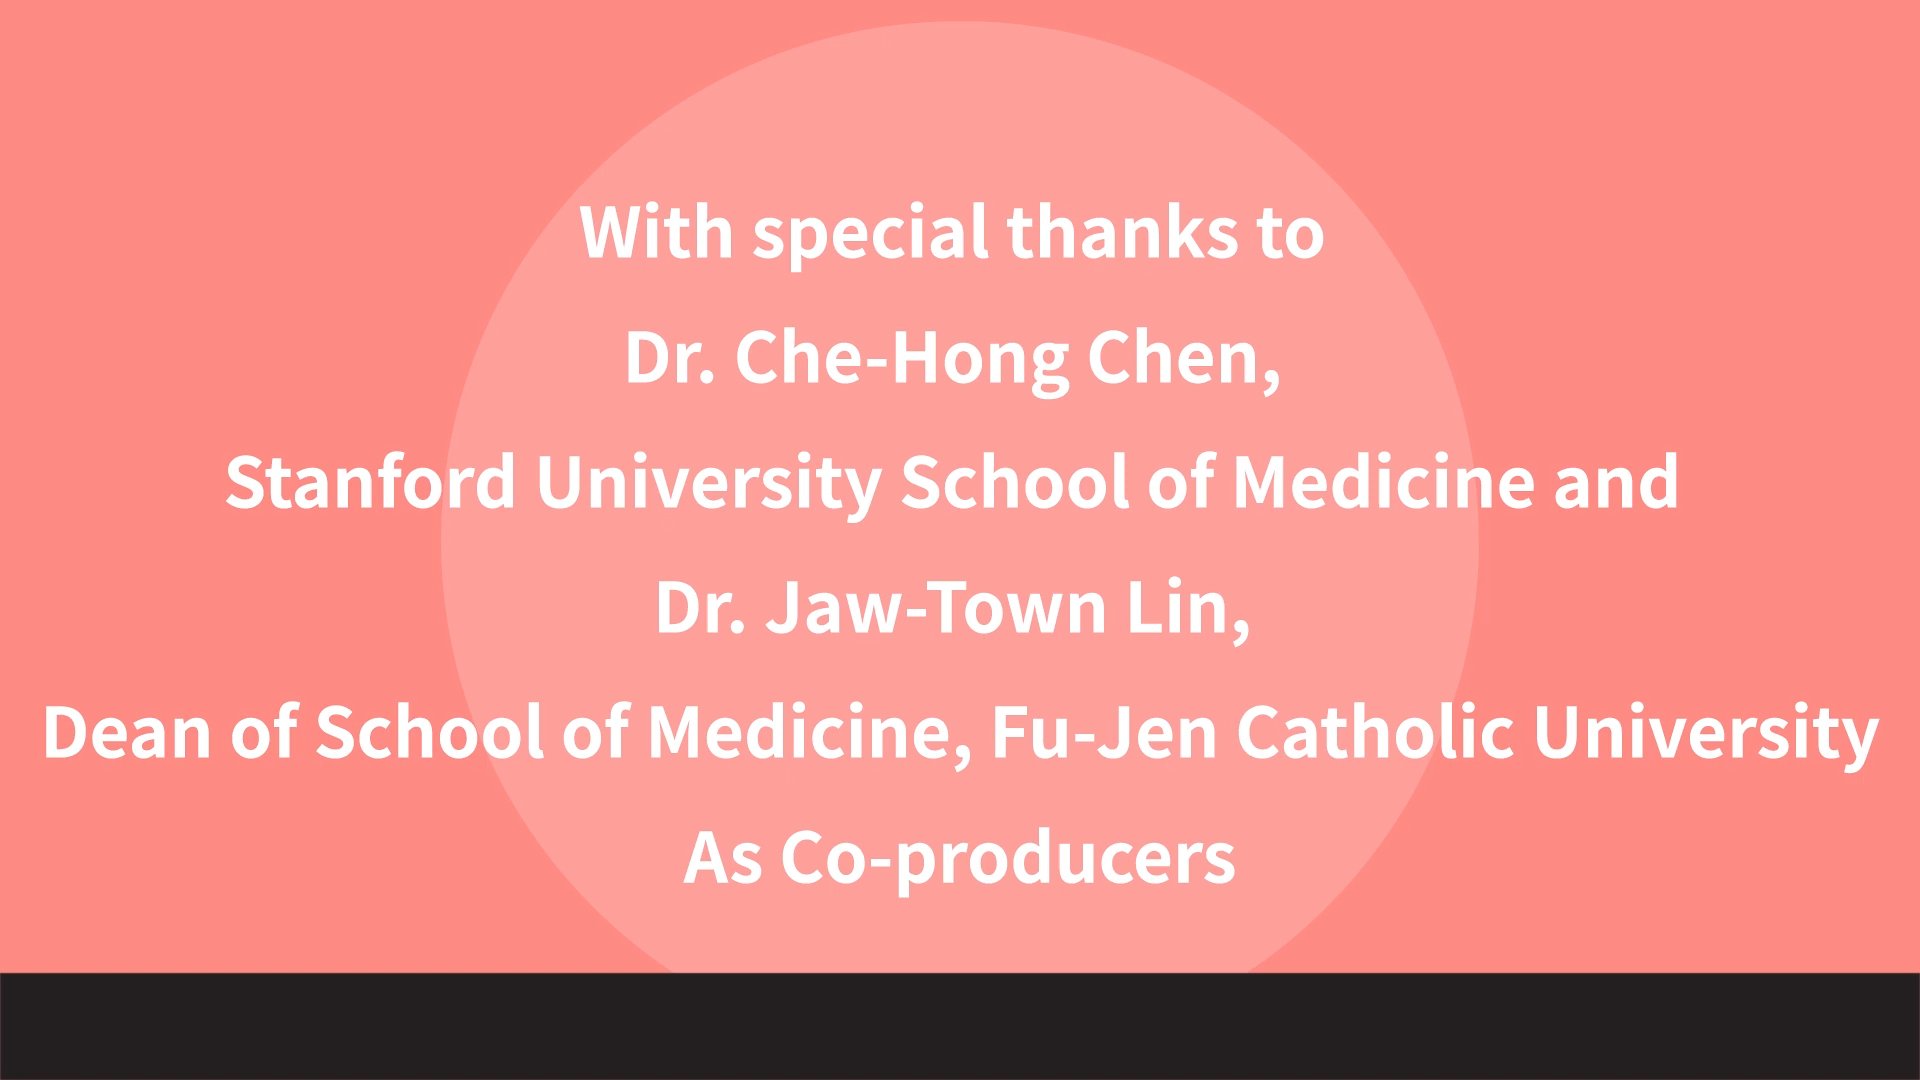 With special thanks to
Dr. Che-Hong Chen,
Stanford University School of Medicine and
Dr. Jaw-Town Lin,
Dean of School of Medicine, Fu-Jen Catholic University
As Co-producers